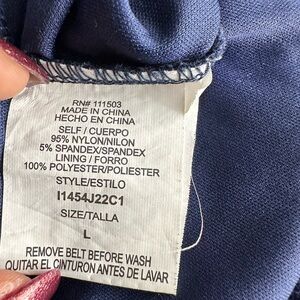 RN# 111503
MADE IN CHINA
HECHO EN CHINA
SELF / CUERPO
95% NYLON/NILON
5% SPANDEX/SPANDEX
LINING / FORRO
100% POLYESTER/POLIESTER
STYLE/ESTILO
I1454J22C1
SIZE/TALLA
L
REMOVE BELT BEFORE WASH
QUITAR EL CINTURON ANTES DE LAVAR